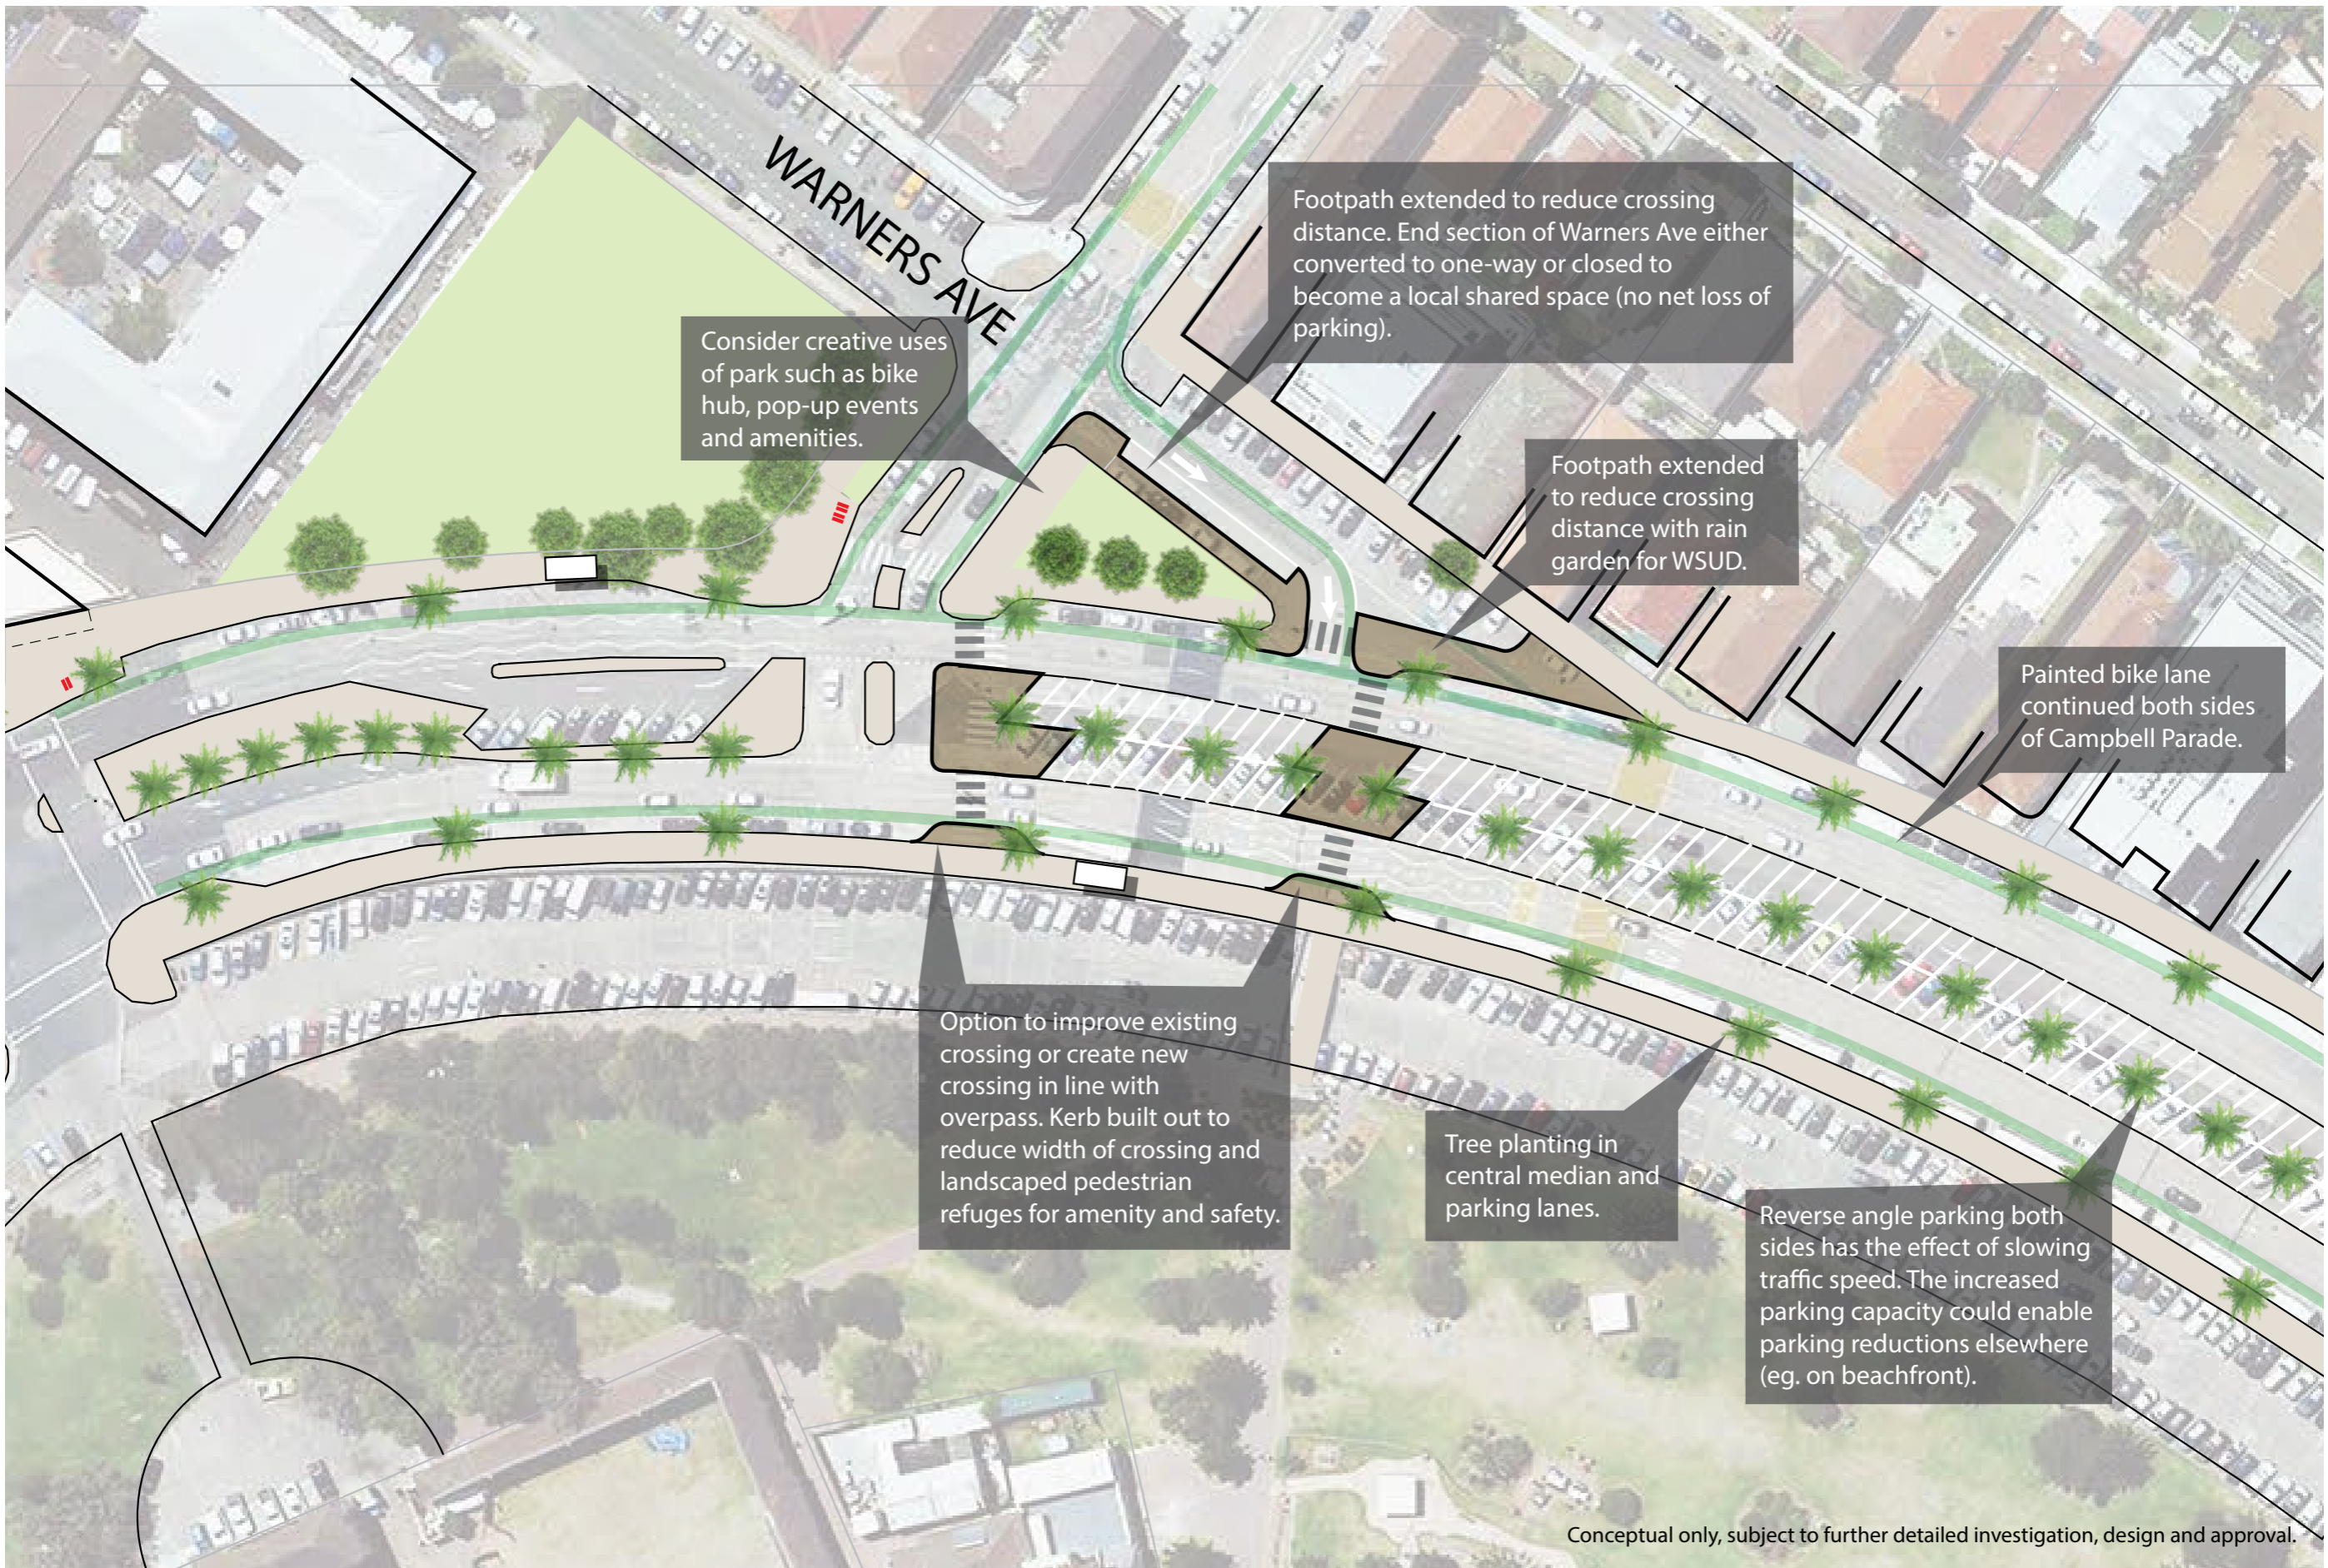 WARNERS AVE
Footpath extended to reduce crossing
distance. End section of Warners Ave either
converted to one-way or closed to
become a local shared space (no net loss of
parking).
Consider creative uses
of park such as bike
hub, pop-up events
and amenities.
Footpath extended
to reduce crossing
distance with rain
garden for WSUD.
Painted bike lane
continued both sides
of Campbell Parade.
Option to improve existing
crossing or create new
crossing in line with
overpass. Kerb built out to
reduce width of crossing and
landscaped pedestrian
refuges for amenity and safety.
Tree planting in
central median and
parking lanes.
Reverse angle parking both
sides has the effect of slowing
traffic speed. The increased
parking capacity could enable
parking reductions elsewhere
(eg. on beachfront).
Conceptual only, subject to further detailed investigation, design and approval.